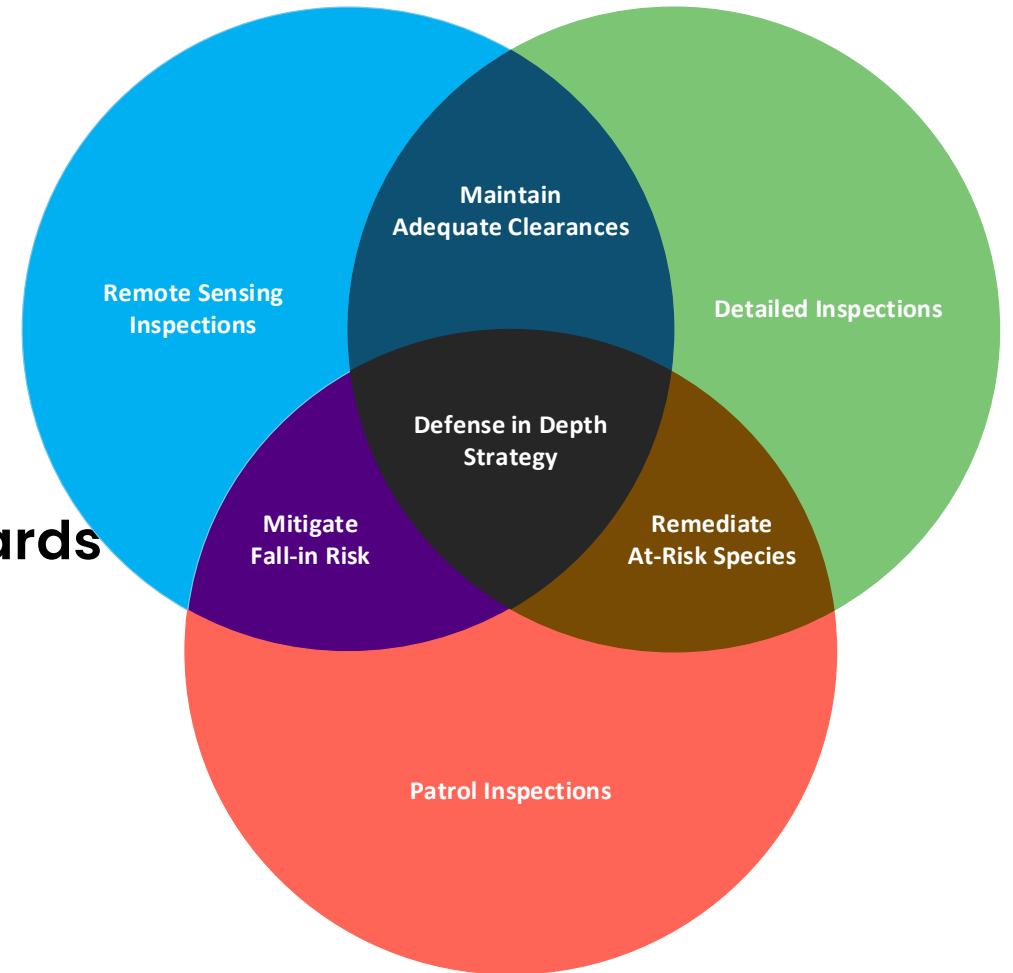 Maintain
Adequate Clearances
Remote Sensing
Inspections
Detailed Inspections
Defense in Depth
Strategy
Mitigate
Fall-in Risk
Remediate
At-Risk Species
Patrol Inspections